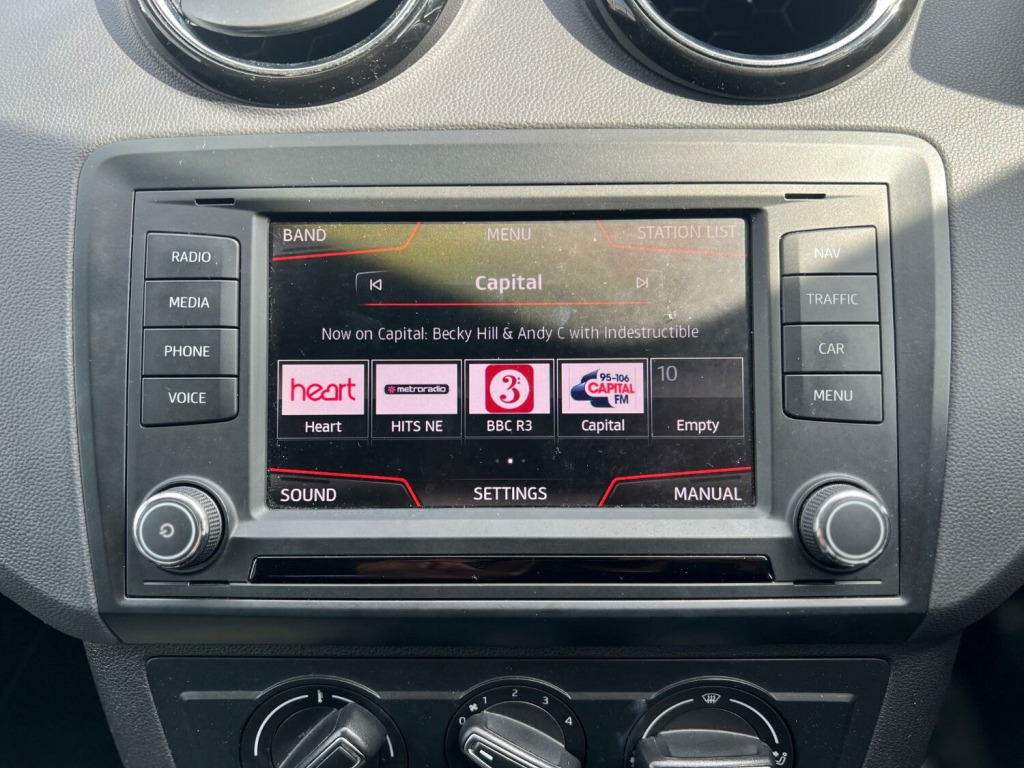 BAND MENU STATION LIST
RADIO
MEDIA
PHONE
VOICE
Capital
Now on Capital: Becky Hill & Andy C with Indestructible
heart
metroradio
3:
95-106
CAPITAL
FM
10
Heart HITS NE BBC R3 Capital Empty
SOUND SETTINGS MANUAL
NAV
TRAFFIC
CAR
MENU
0 2 3 4